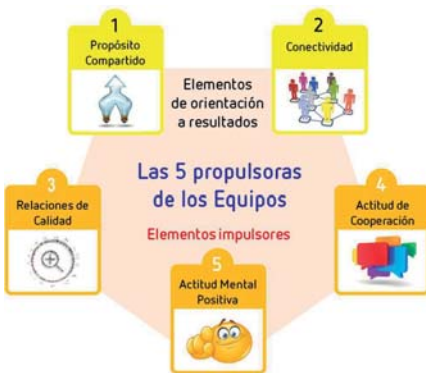 1
Propósito
Compartido
2
Conectividad
Elementos
de orientación
a resultados
Las 5 propulsoras
de los Equipos
Elementos impulsores
3
Relaciones de
Calidad
4
Actitud de
Cooperación
5
Actitud Mental
Positiva